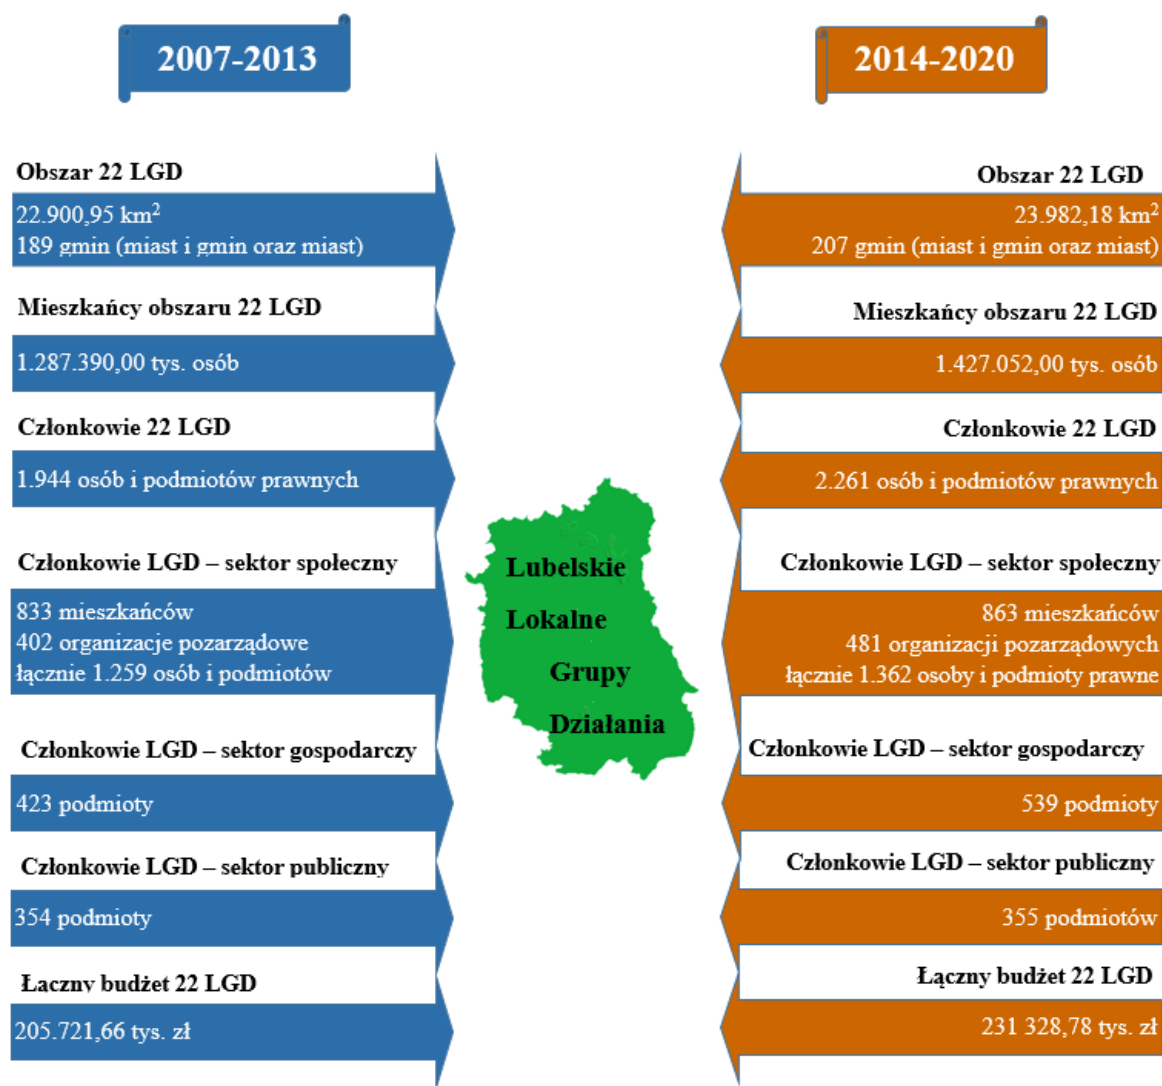 2007-2013
Obszar 22 LGD
22.900,95 km²
189 gmin (miast i gmin oraz miast)
Mieszkańcy obszaru 22 LGD
1.287.390,00 tys. osób
Członkowie 22 LGD
1.944 osób i podmiotów prawnych
Członkowie LGD – sektor społeczny
833 mieszkańców
402 organizacje pozarządowe
łącznie 1.259 osób i podmiotów
Członkowie LGD – sektor gospodarczy
423 podmioty
Członkowie LGD – sektor publiczny
354 podmioty
Łączny budżet 22 LGD
205.721,66 tys. zł
Lubelskie
Lokalne
Grupy
Działania
2014-2020
Obszar 22 LGD
23.982,18 km²
207 gmin (miast i gmin oraz miast)
Mieszkańcy obszaru 22 LGD
1.427.052,00 tys. osób
Członkowie 22 LGD
2.261 osób i podmiotów prawnych
Członkowie LGD – sektor społeczny
863 mieszkańców
481 organizacji pozarządowych
łącznie 1.362 osoby i podmioty prawne
Członkowie LGD – sektor gospodarczy
539 podmioty
Członkowie LGD – sektor publiczny
355 podmiotów
Łączny budżet 22 LGD
231 328,78 tys. zł